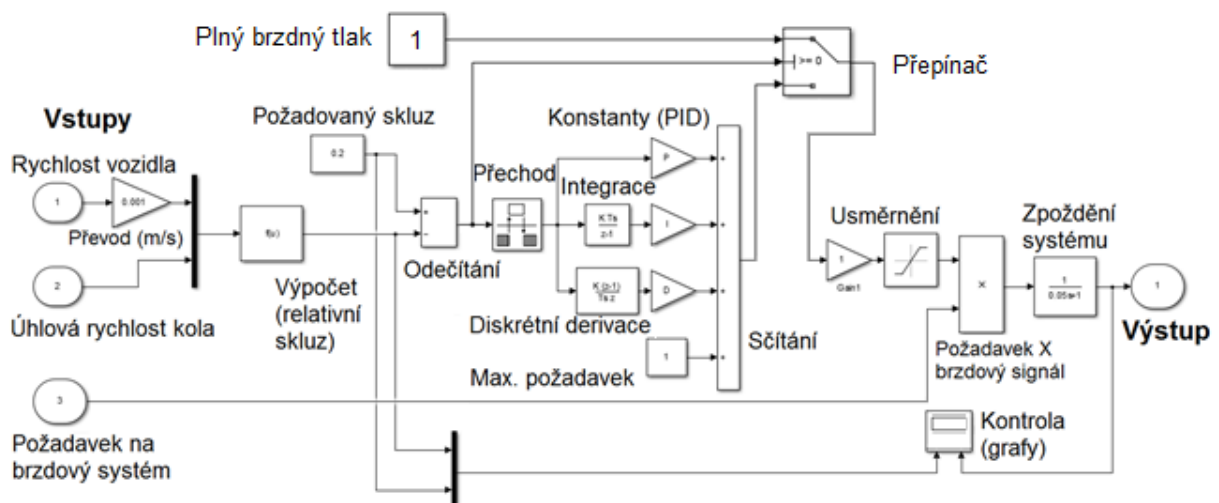 Plný brzdný tlak
1
>= 0
Přepínač
Vstupy
Požadovaný skluz
0.2
Konstanty (PID)
Rychlost vozidla
1
0.001
Převod (m/s)
Přechod
P
Integrace
K Ts
z-1
I
Usměrnění
Zpoždění
systému
f(u)
+
-
Odečítání
+
+
+
+
1
Gain1
X
1
0.05s+1
1
Výstup
2
Úhlová rychlost kola
Výpočet
(relativní
skluz)
K (z-1)
Ts z
D
Diskrétní derivace
Sčítání
1
Max. požadavek
Požadavek X
brzdový signál
3
Požadavek na
brzdový systém
Kontrola
(grafy)